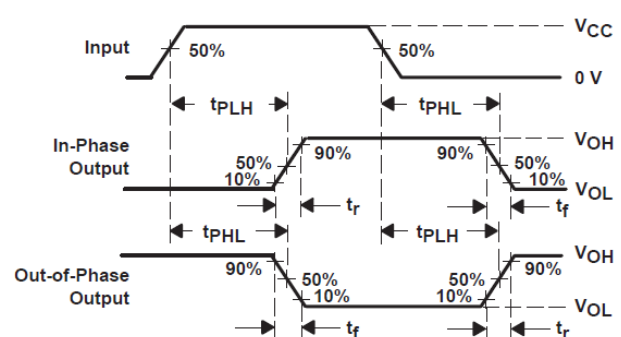 VCC
Input
50%
50%
0 V
tPLH
tPHL
In-Phase
Output
VOH
90%
90%
50%
50%
10%
10%
VOL
tr
tf
tPHL
tPLH
Out-of-Phase
Output
VOH
90%
90%
50%
50%
10%
10%
VOL
tf
tr